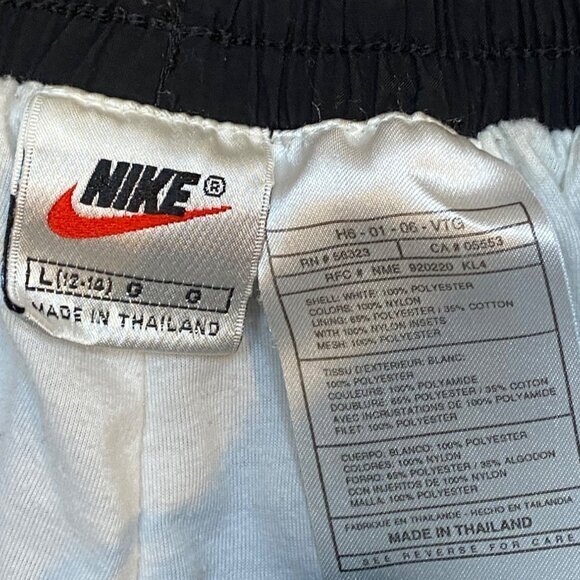 NIKE ®
L (12-14) G G
MADE IN THAILAND
H6 - 01 - 06 - VTG
RN # 56323 CA # 05553
RFC # NME 920220 KL4
SHELL: WHITE: 100% POLYESTER
COLORS: 100% NYLON
LINING: 65% POLYESTER / 35% COTTON
WITH 100% NYLON INSETS
MESH: 100% POLYESTER
TISSU D'EXTERIEUR: BLANC:
100% POLYESTER
COULEURS: 100% POLYAMIDE
DOUBLURE: 65% POLYESTER / 35% COTON
AVEC INCRUSTATIONS DE 100% POLYAMIDE
FILET: 100% POLYESTER
CUERPO: BLANCO: 100% POLYESTER
COLORES: 100% NYLON
FORRO: 65% POLYESTER / 35% ALGODON
CON INSERTOS DE 100% NYLON
MALLA: 100% POLYESTER
FABRIQUE EN THAILANDE - HECHO EN TAILANDIA
MADE IN THAILAND
SEE REVERSE FOR CARE